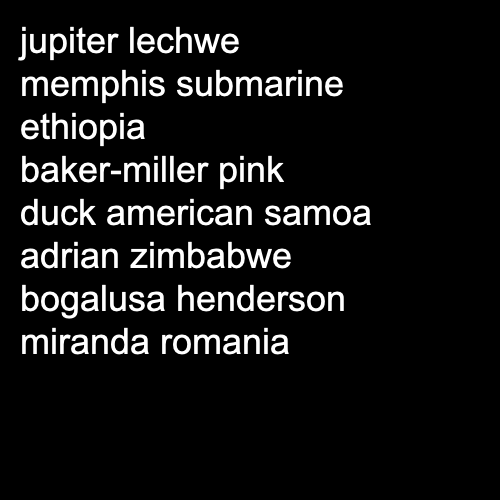 jupiter lechwe
memphis submarine
ethiopia
baker-miller pink
duck american samoa
adrian zimbabwe
bogalusa henderson
miranda romania